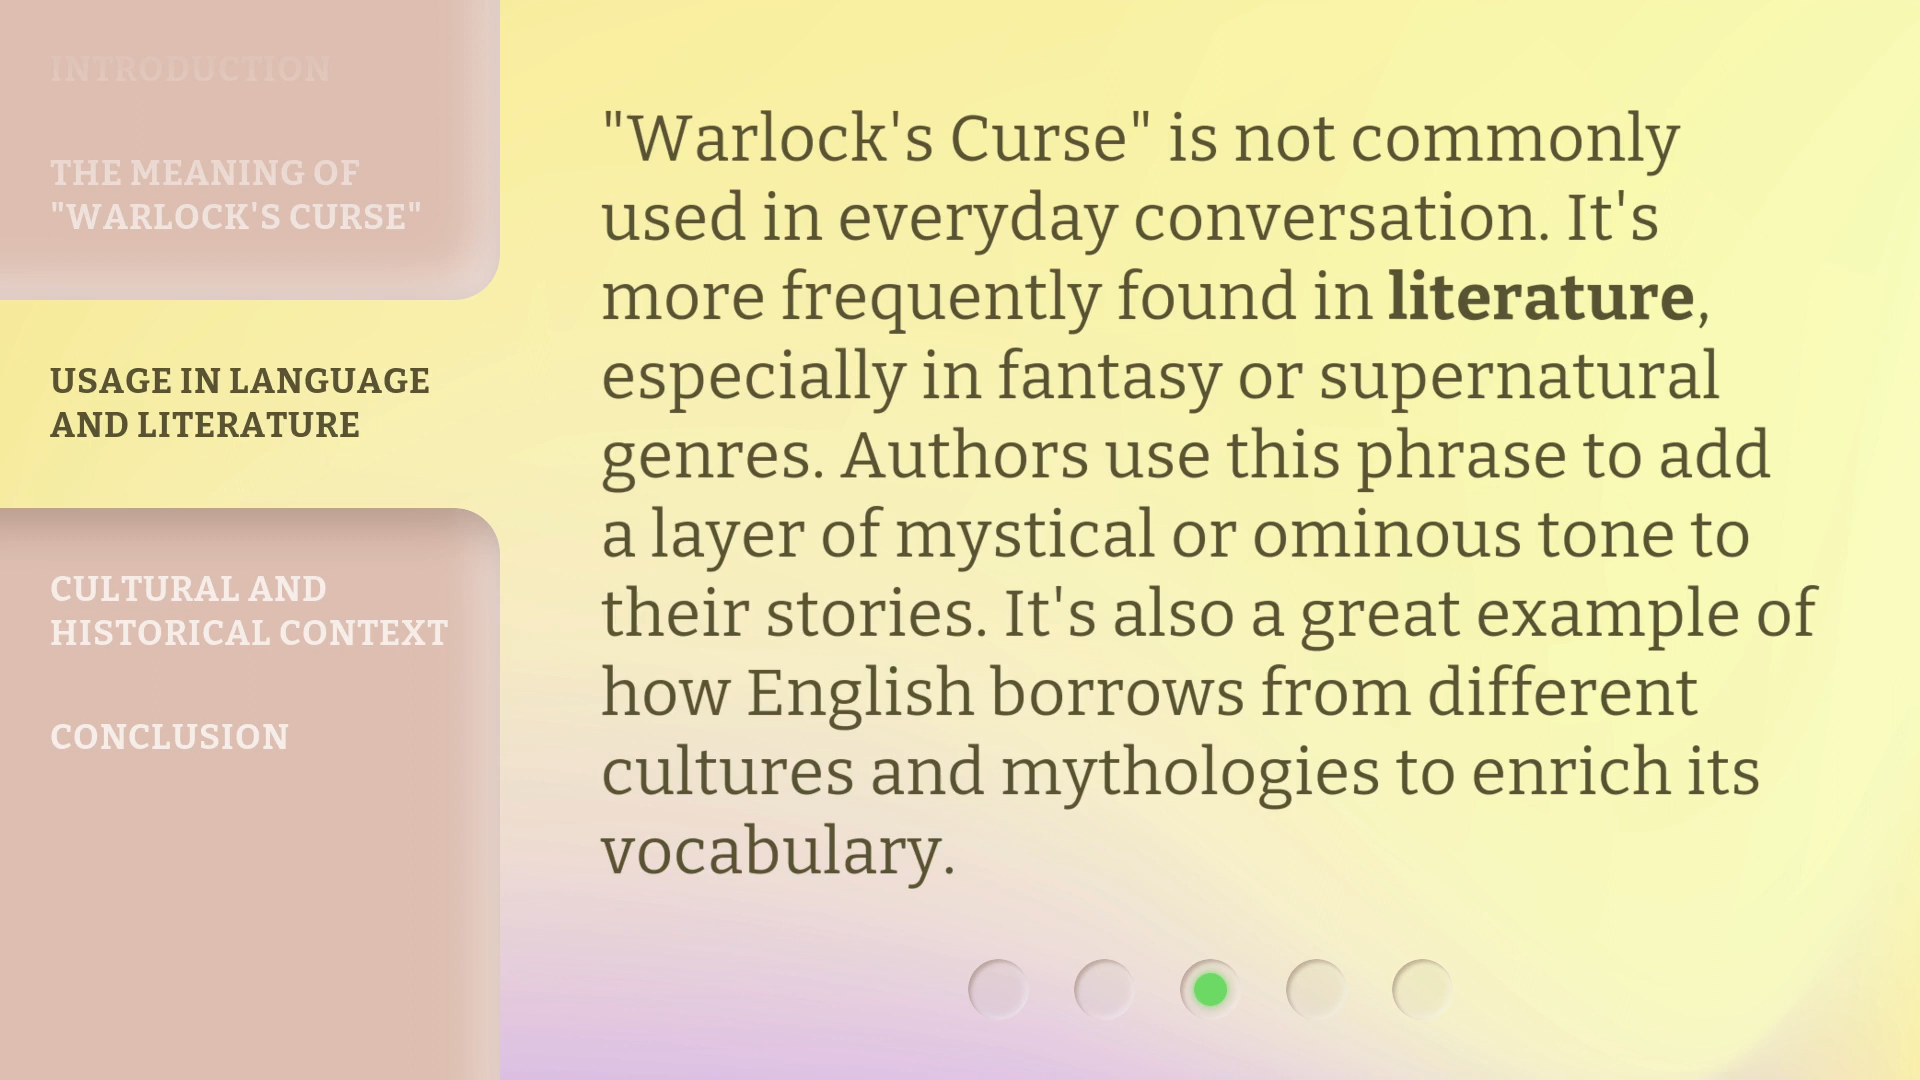 INTRODUCTION
THE MEANING OF
"WARLOCK'S CURSE"
USAGE IN LANGUAGE
AND LITERATURE
CULTURAL AND
HISTORICAL CONTEXT
CONCLUSION
"Warlock's Curse" is not commonly
used in everyday conversation. It's
more frequently found in literature,
especially in fantasy or supernatural
genres. Authors use this phrase to add
a layer of mystical or ominous tone to
their stories. It's also a great example of
how English borrows from different
cultures and mythologies to enrich its
vocabulary.